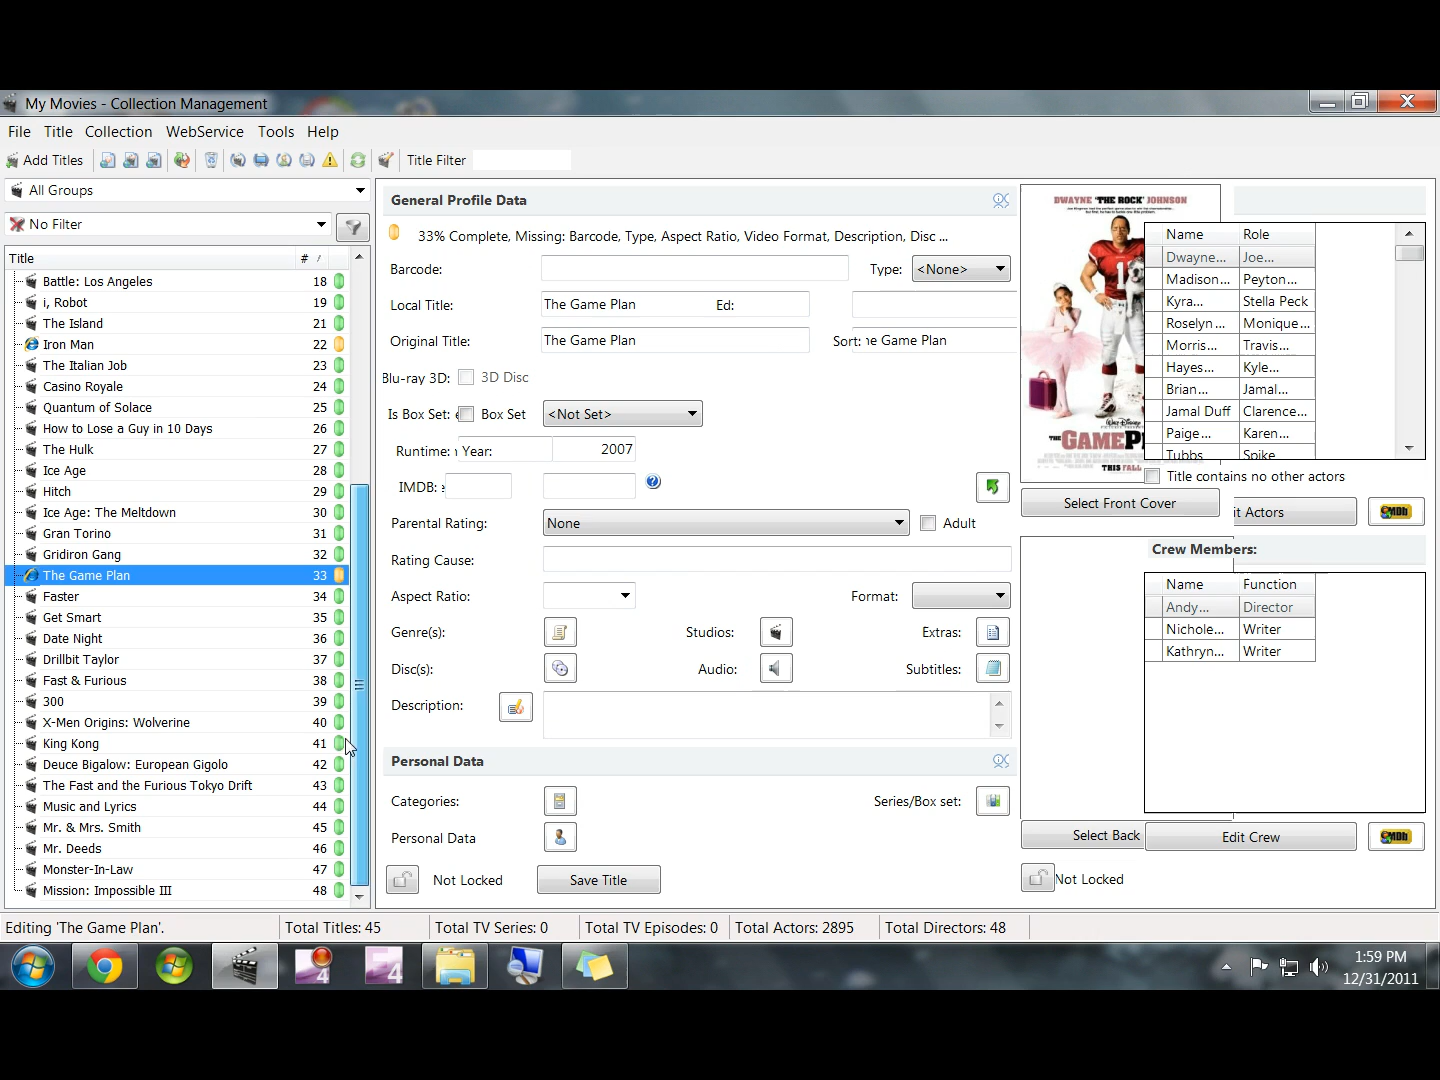 My Movies - Collection Management
File Title Collection WebService Tools Help
Add Titles Title Filter
All Groups
No Filter
Title #
Battle: Los Angeles 18
i, Robot 19
The Island 21
Iron Man 22
The Italian Job 23
Casino Royale 24
Quantum of Solace 25
How to Lose a Guy in 10 Days 26
The Hulk 27
Ice Age 28
Hitch 29
Ice Age: The Meltdown 30
Gran Torino 31
Gridiron Gang 32
The Game Plan 33
Faster 34
Get Smart 35
Date Night 36
Drillbit Taylor 37
Fast & Furious 38
300 39
X-Men Origins: Wolverine 40
King Kong 41
Deuce Bigalow: European Gigolo 42
The Fast and the Furious Tokyo Drift 43
Music and Lyrics 44
Mr. & Mrs. Smith 45
Mr. Deeds 46
Monster-In-Law 47
Mission: Impossible III 48
General Profile Data
33% Complete, Missing: Barcode, Type, Aspect Ratio, Video Format, Description, Disc ...
Barcode: Type: <None>
Local Title: The Game Plan Ed:
Original Title: The Game Plan Sort: he Game Plan
Blu-ray 3D: 3D Disc
Is Box Set: Box Set <Not Set>
Runtime: Year: 2007
IMDB:
Parental Rating: None Adult
Rating Cause:
Aspect Ratio: Format:
Genre(s): Studios: Extras:
Disc(s): Audio: Subtitles:
Description:
Personal Data
Categories: Series/Box set:
Personal Data
Not Locked Save Title
DWAYNE 'THE ROCK' JOHNSON
1
THE GAME P
THIS FALL
Select Front Cover
Name Role
Dwayne... Joe...
Madison... Peyton...
Kyra... Stella Peck
Roselyn ... Monique...
Morris... Travis...
Hayes... Kyle...
Brian... Jamal...
Jamal Duff Clarence...
Paige... Karen...
Tubbs Spike
Title contains no other actors
it Actors IMDb
Crew Members:
Name Function
Andy... Director
Nichole... Writer
Kathryn... Writer
Select Back Edit Crew IMDb
Not Locked
Editing 'The Game Plan'. Total Titles: 45 Total TV Series: 0 Total TV Episodes: 0 Total Actors: 2895 Total Directors: 48
4 4
1:59 PM
12/31/2011